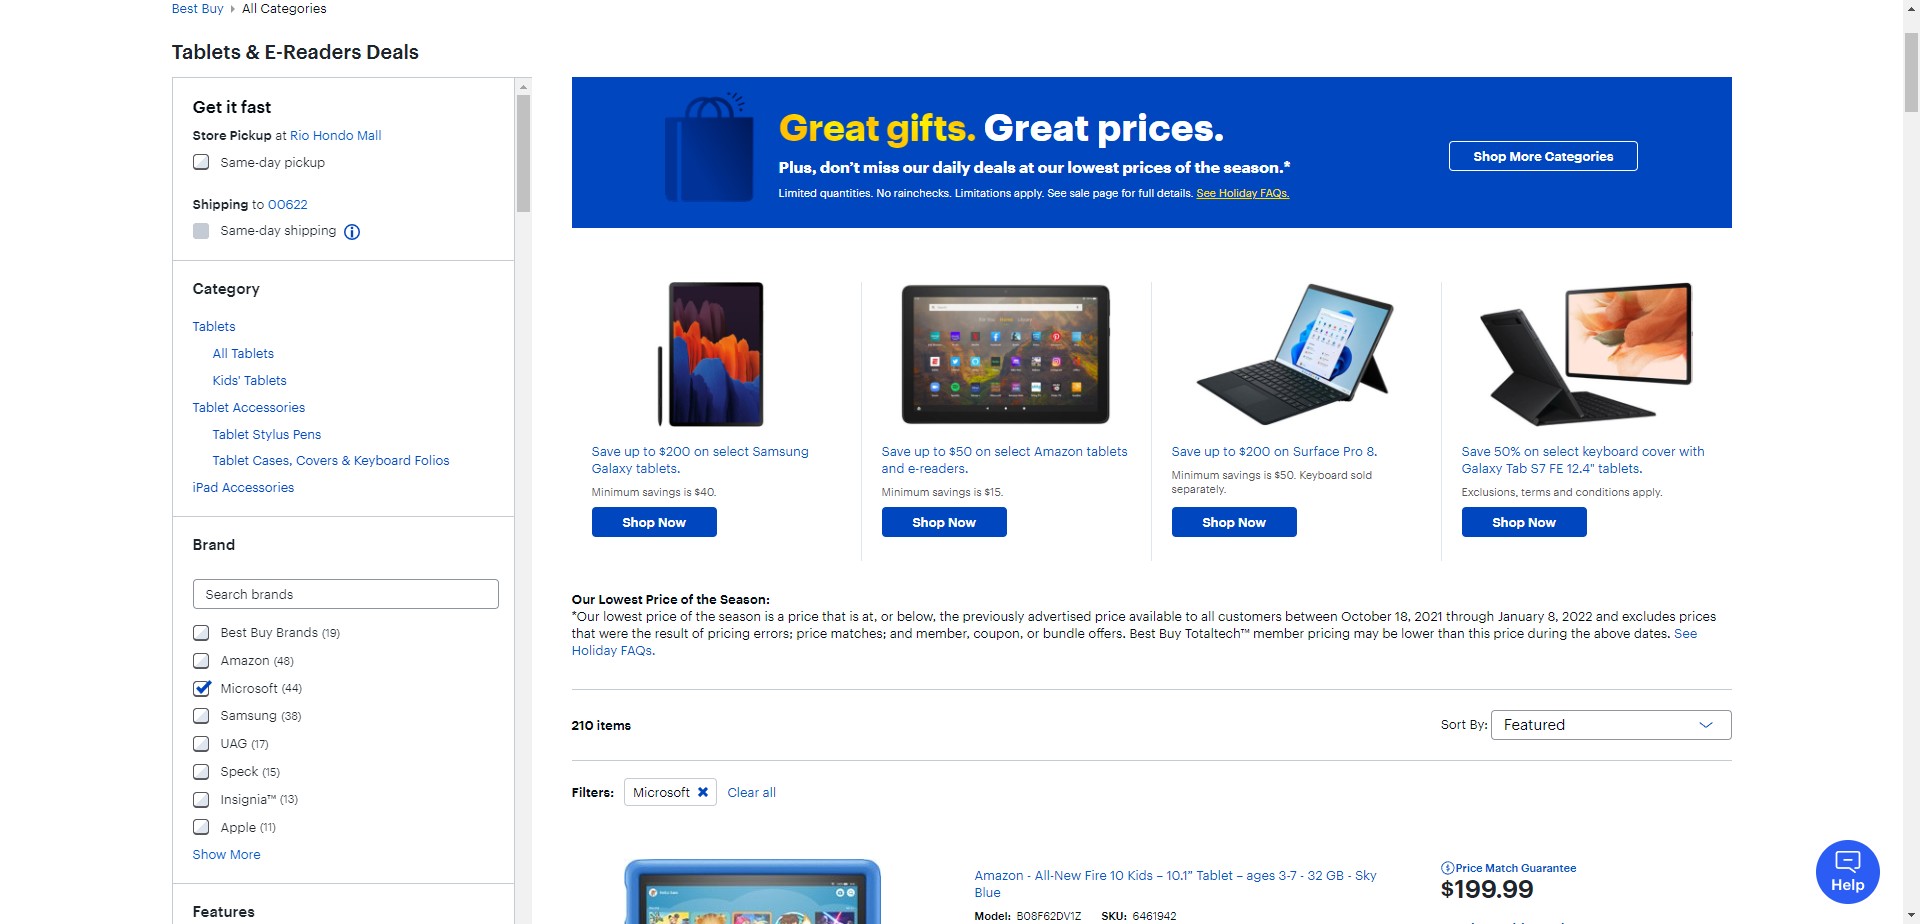 Best Buy All Categories
Tablets & E-Readers Deals
Get it fast
Store Pickup at Rio Hondo Mall
Same-day pickup
Shipping to 00622
Same-day shipping
Category
Tablets
All Tablets
Kids' Tablets
Tablet Accessories
Tablet Stylus Pens
Tablet Cases, Covers & Keyboard Folios
iPad Accessories
Brand
Search brands
Best Buy Brands (19)
Amazon (48)
Microsoft (44)
Samsung (38)
UAG (17)
Speck (15)
Insignia™ (13)
Apple (11)
Show More
Features
Great gifts. Great prices.
Plus, don't miss our daily deals at our lowest prices of the season.*
Limited quantities. No rainchecks. Limitations apply. See sale page for full details. See Holiday FAQs.
Shop More Categories
Save up to $200 on select Samsung
Galaxy tablets.
Minimum savings is $40.
Shop Now
Save up to $50 on select Amazon tablets
and e-readers.
Minimum savings is $15.
Shop Now
Save up to $200 on Surface Pro 8.
Minimum savings is $50. Keyboard sold
separately.
Shop Now
Save 50% on select keyboard cover with
Galaxy Tab S7 FE 12.4" tablets.
Exclusions, terms and conditions apply.
Shop Now
Our Lowest Price of the Season:
*Our lowest price of the season is a price that is at, or below, the previously advertised price available to all customers between October 18, 2021 through January 8, 2022 and excludes prices
that were the result of pricing errors; price matches; and member, coupon, or bundle offers. Best Buy Totaltech™ member pricing may be lower than this price during the above dates. See
Holiday FAQs.
210 items
Sort By: Featured
Filters: Microsoft Clear all
Amazon - All-New Fire 10 Kids – 10.1" Tablet – ages 3-7 - 32 GB - Sky
Blue
Model: B08F62DV1Z SKU: 6461942
Price Match Guarantee
$199.99
Help